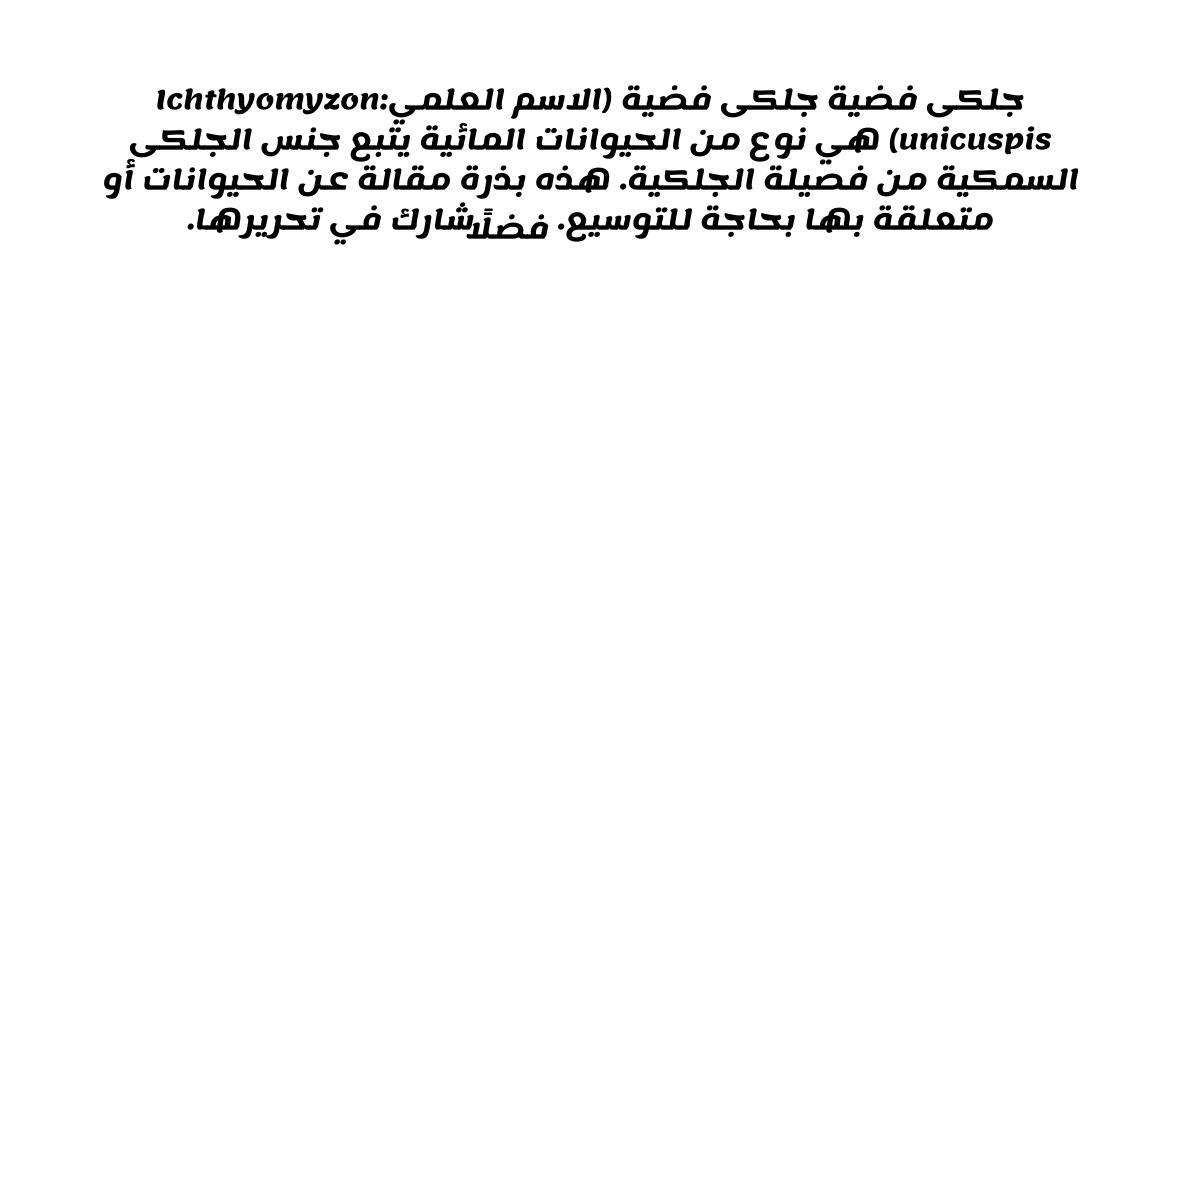 جلكى فضية جلكى فضية (الاسم العلمي:Ichthyomyzon
unicuspis) هي نوع من الحيوانات المائية يتبع جنس الجلكى
السمكية من فصيلة الجلكية. هذه بذرة مقالة عن الحيوانات أو
متعلقة بها بحاجة للتوسيع. فضلًا شارك في تحريرها.